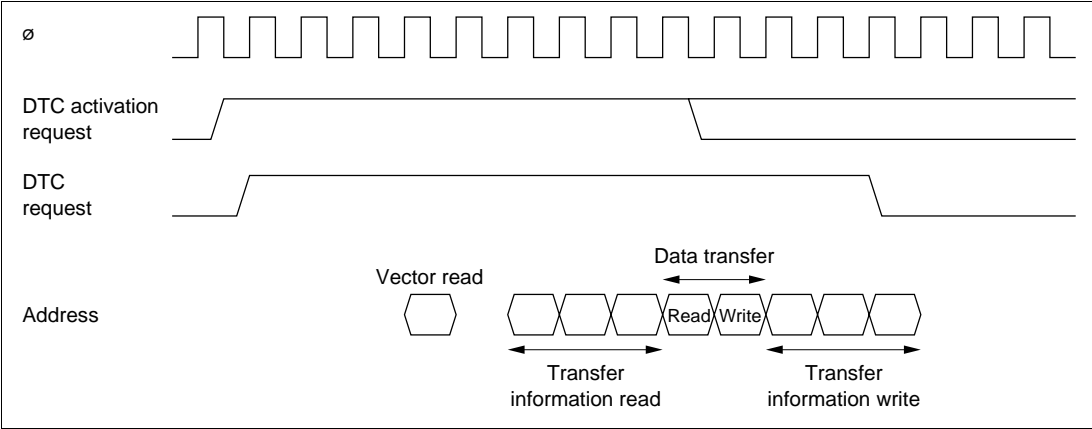 ø
DTC activation
request
DTC
request
Data transfer
Vector read
Address
Read
Write
Transfer
information read
Transfer
information write